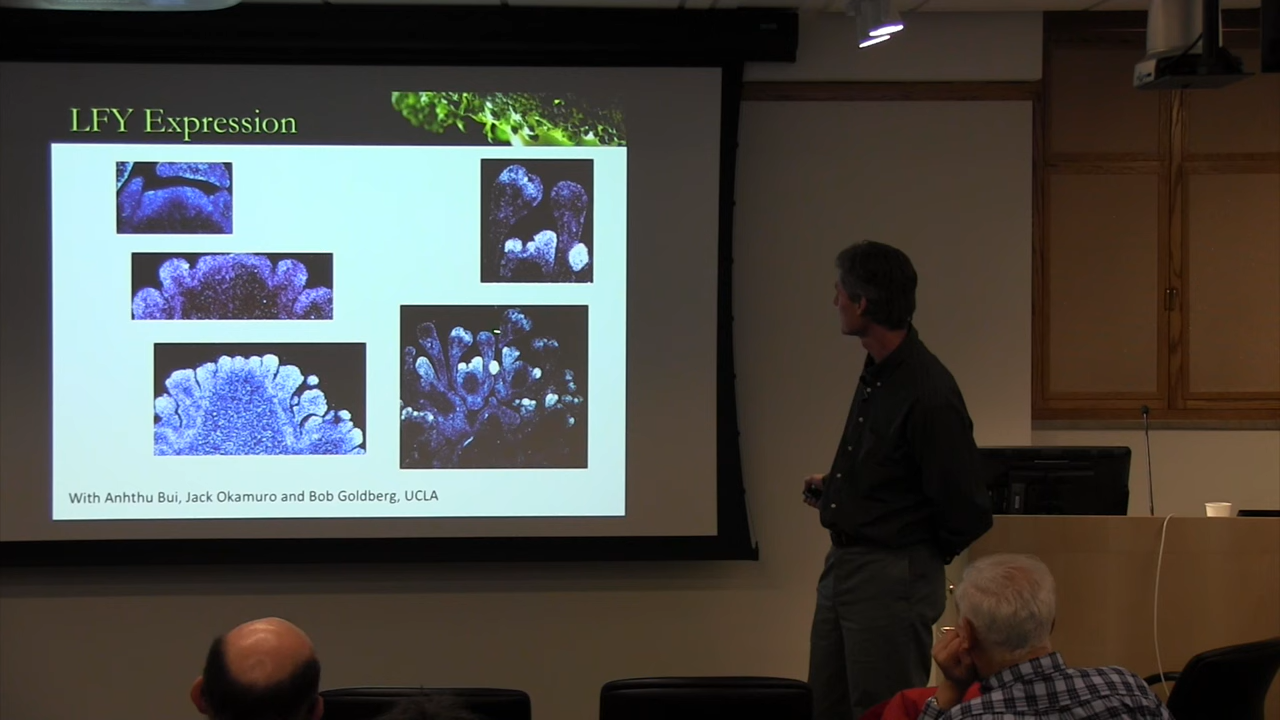 LFY Expression
With Anhthu Bui, Jack Okamuro and Bob Goldberg, UCLA